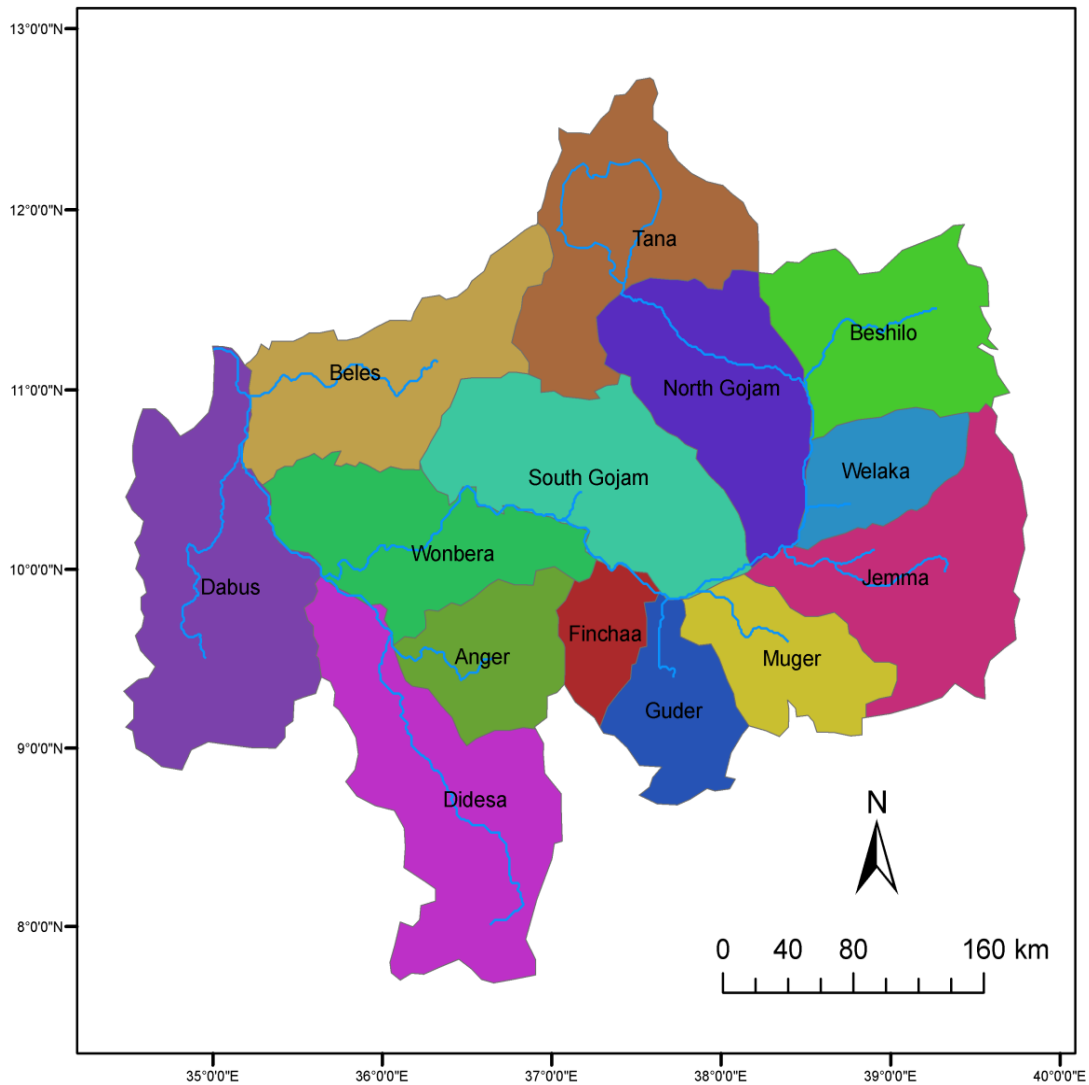 13°0'0"N
12°0'0"N
Tana
Beshilo
Beles
11°0'0"N
North Gojam
Welaka
South Gojam
Wonbera
10°0'0"N
Dabus
Jemma
Finchaa
Anger
Muger
Guder
9°0'0"N
Didesa
N
8°0'0"N
0 40 80 160 km
35°0'0"E 36°0'0"E 37°0'0"E 38°0'0"E 39°0'0"E 40°0'0"E